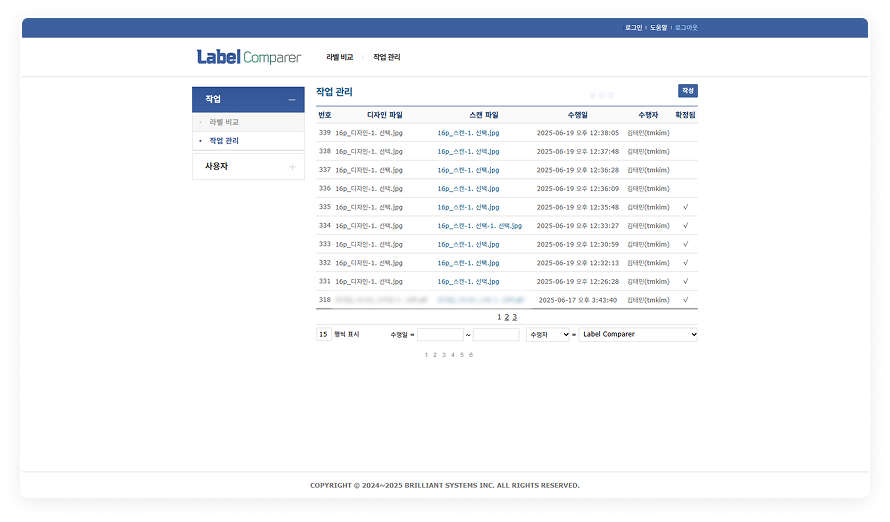 로그인 | 도움말 | 로그아웃
Label Comparer 라벨 비교 작업 관리
작업
라벨 비교
작업 관리
사용자
작업 관리
작성
번호 디자인 파일 스캔 파일 수행일 수행자 확정됨
339 16p_디자인-1. 선택.jpg 16p_스캔-1. 선택.jpg 2025-06-19 오후 12:38:05 김태민(tmkim)
338 16p_디자인-1. 선택.jpg 16p_스캔-1. 선택.jpg 2025-06-19 오후 12:37:48 김태민(tmkim)
337 16p_디자인-1. 선택.jpg 16p_스캔-1. 선택.jpg 2025-06-19 오후 12:36:28 김태민(tmkim)
336 16p_디자인-1. 선택.jpg 16p_스캔-1. 선택.jpg 2025-06-19 오후 12:36:09 김태민(tmkim)
335 16p_디자인-1. 선택.jpg 16p_스캔-1. 선택.jpg 2025-06-19 오후 12:35:48 김태민(tmkim) √
334 16p_디자인-1. 선택.jpg 16p_스캔-1. 선택-1. 선택.jpg 2025-06-19 오후 12:33:27 김태민(tmkim) √
333 16p_디자인-1. 선택.jpg 16p_스캔-1. 선택.jpg 2025-06-19 오후 12:30:59 김태민(tmkim) √
332 16p_디자인-1. 선택.jpg 16p_스캔-1. 선택.jpg 2025-06-19 오후 12:32:13 김태민(tmkim) √
331 16p_디자인-1. 선택.jpg 16p_스캔-1. 선택.jpg 2025-06-19 오후 12:26:28 김태민(tmkim) √
318 2025-06-17 오후 3:43:40 김태민(tmkim) √
1 2 3
15 행씩 표시 수행일 = ~ 수행자 = Label Comparer
1 2 3 4 5 6
COPYRIGHT © 2024~2025 BRILLIANT SYSTEMS INC. ALL RIGHTS RESERVED.